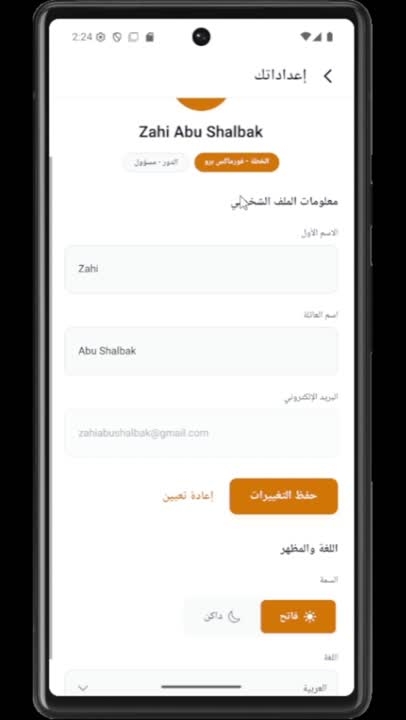 2:24
إعداداتك
Zahi Abu Shalbak
الخطة - فورماكس برو
الدور - مسؤول
معلومات الملف الشخصي
الاسم الأول
Zahi
اسم العائلة
Abu Shalbak
البريد الإلكتروني
zahiabushalbak@gmail.com
حفظ التغييرات
إعادة تعيين
اللغة والمظهر
السمة
فاتح
داكن
اللغة
العربية